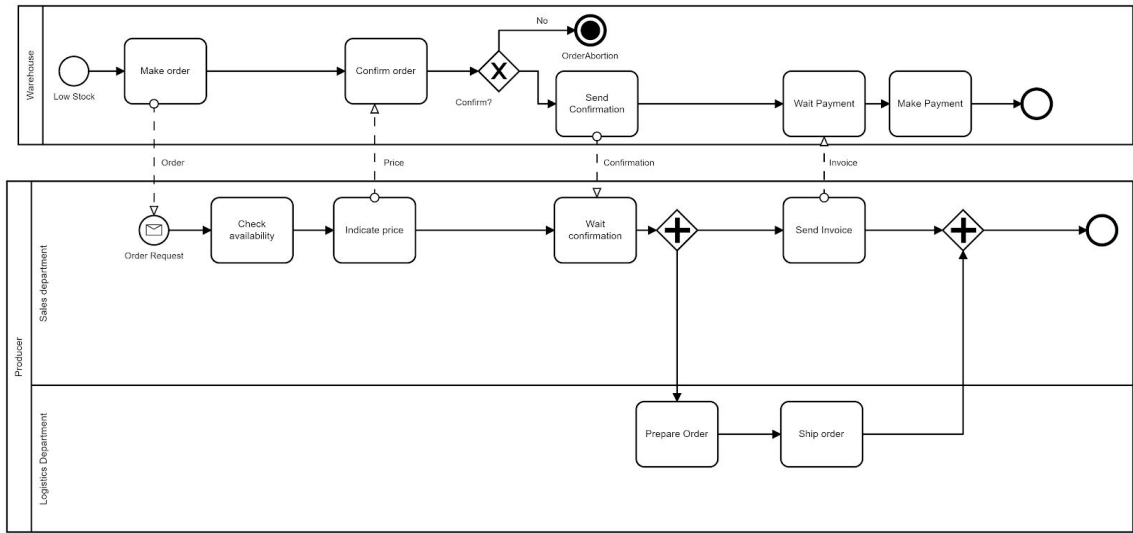 Warehouse
Low Stock
Make order
Confirm order
Confirm?
No
OrderAbortion
Send
Confirmation
Wait Payment
Make Payment
Order
Price
Confirmation
Invoice
Producer
Sales department
Order Request
Check
availability
Indicate price
Wait
confirmation
Send Invoice
Logistics Department
Prepare Order
Ship order